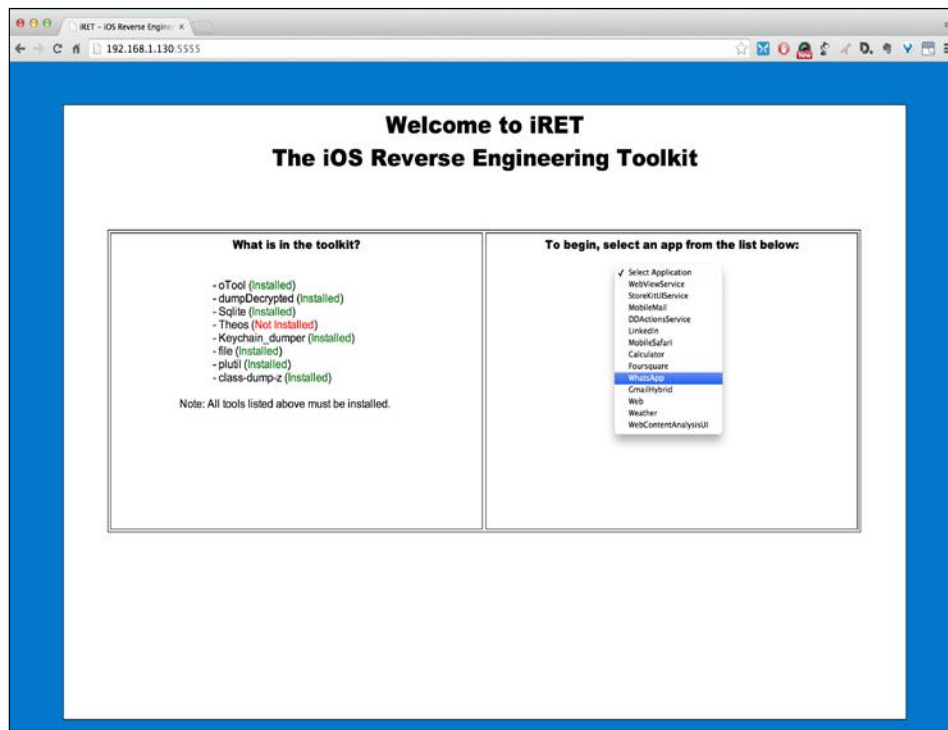 iRET – iOS Reverse Engine
192.168.1.130:5555
New
D.
Welcome to iRET
The iOS Reverse Engineering Toolkit
What is in the toolkit?
- oTool (Installed)
- dumpDecrypted (Installed)
- Sqlite (Installed)
- Theos (Not Installed)
- Keychain_dumper (Installed)
- file (Installed)
- plutil (Installed)
- class-dump-z (Installed)
Note: All tools listed above must be installed.
To begin, select an app from the list below:
✓ Select Application
WebViewService
StoreKitUIService
MobileMail
DDActionsService
LinkedIn
MobileSafari
Calculator
Foursquare
WhatsApp
GmailHybrid
Web
Weather
WebContentAnalysisUI